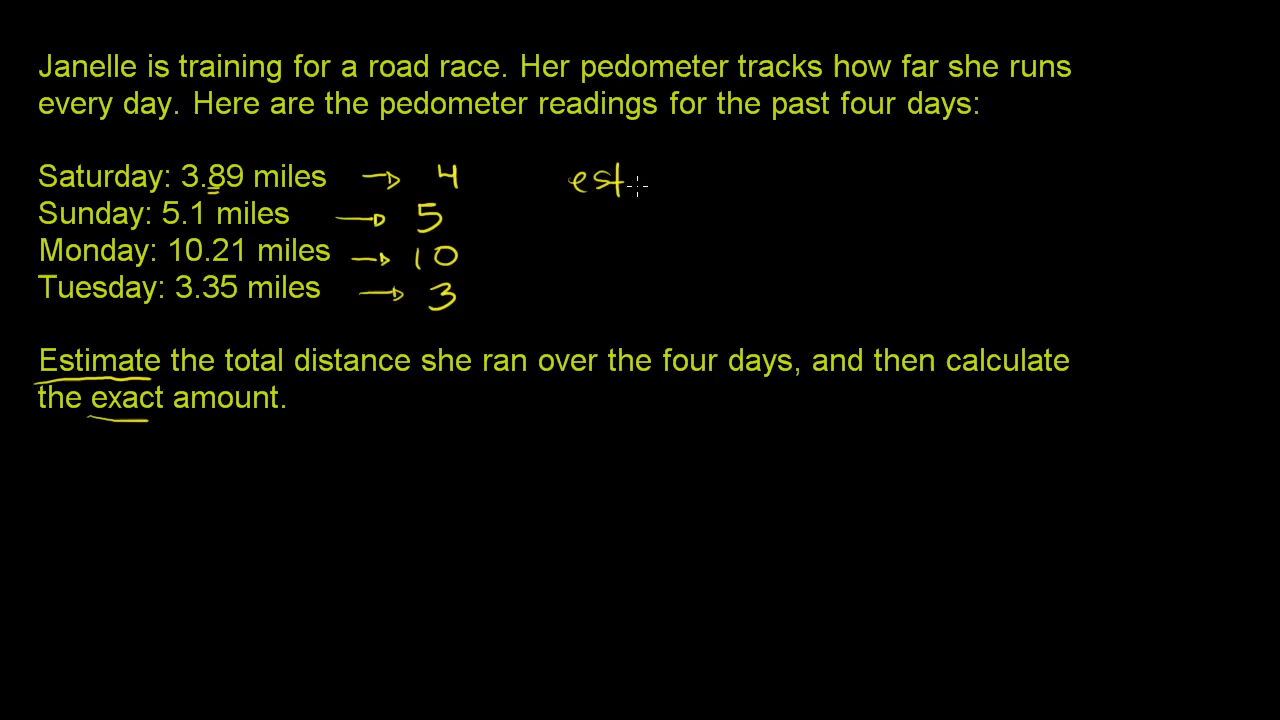 Janelle is training for a road race. Her pedometer tracks how far she runs
every day. Here are the pedometer readings for the past four days:
Saturday: 3.89 miles → 4 est
Sunday: 5.1 miles → 5
Monday: 10.21 miles → 10
Tuesday: 3.35 miles → 3
Estimate the total distance she ran over the four days, and then calculate
the exact amount.